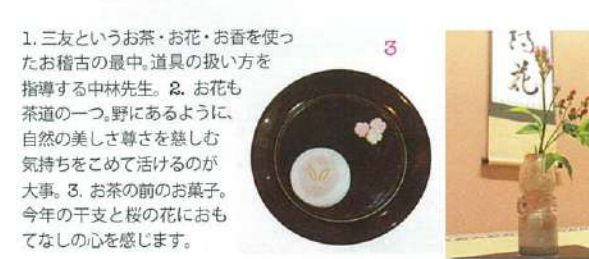 1. 三友というお茶・お花・お香を使っ
たお稽古の最中。道具の扱い方を
指導する中林先生。2. お花も
茶道の一つ。野にあるように、
自然の美しさ尊さを慈しむ
気持ちをこめて活けるのが
大事。3. お茶の前のお菓子。
今年の干支と桜の花におも
てなしの心を感じます。
3
花